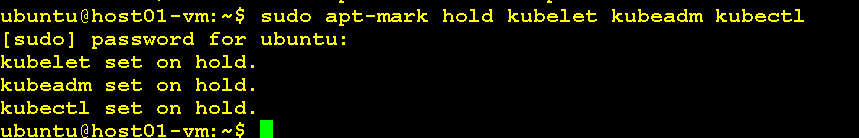 ubuntu@host01-vm:~$ sudo apt-mark hold kubelet kubeadm kubectl
[sudo] password for ubuntu:
kubelet set on hold.
kubeadm set on hold.
kubectl set on hold.
ubuntu@host01-vm:~$